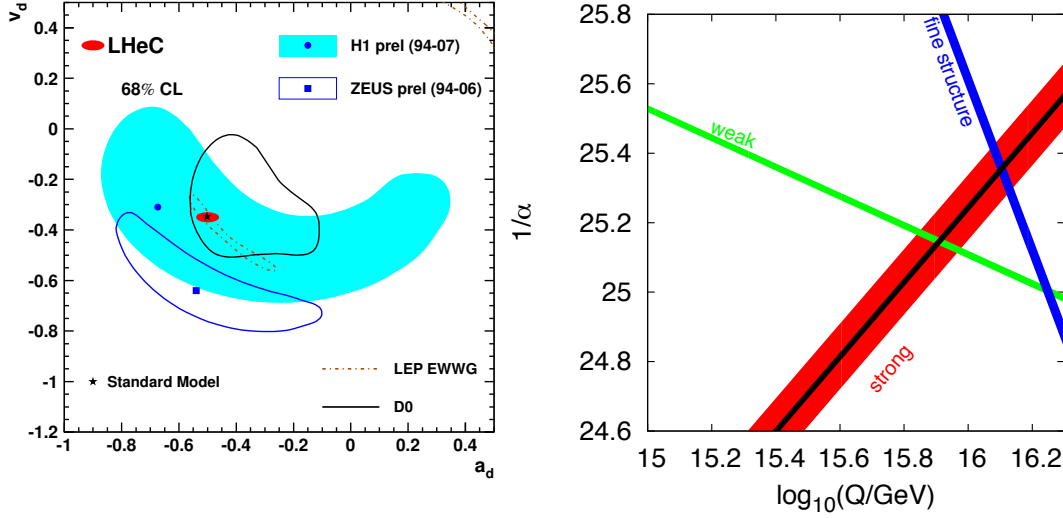 v_d
0.4
0.2
0
-0.2
-0.4
-0.6
-0.8
-1
-1.2
LHeC
68% CL
H1 prel (94-07)
ZEUS prel (94-06)
Standard Model
LEP EWWG
D0
-1 -0.8 -0.6 -0.4 -0.2 0 0.2 0.4
a_d
1/α
25.8
25.6
25.4
25.2
25
24.8
24.6
weak
fine structure
strong
15 15.2 15.4 15.6 15.8 16 16.2
log₁₀(Q/GeV)